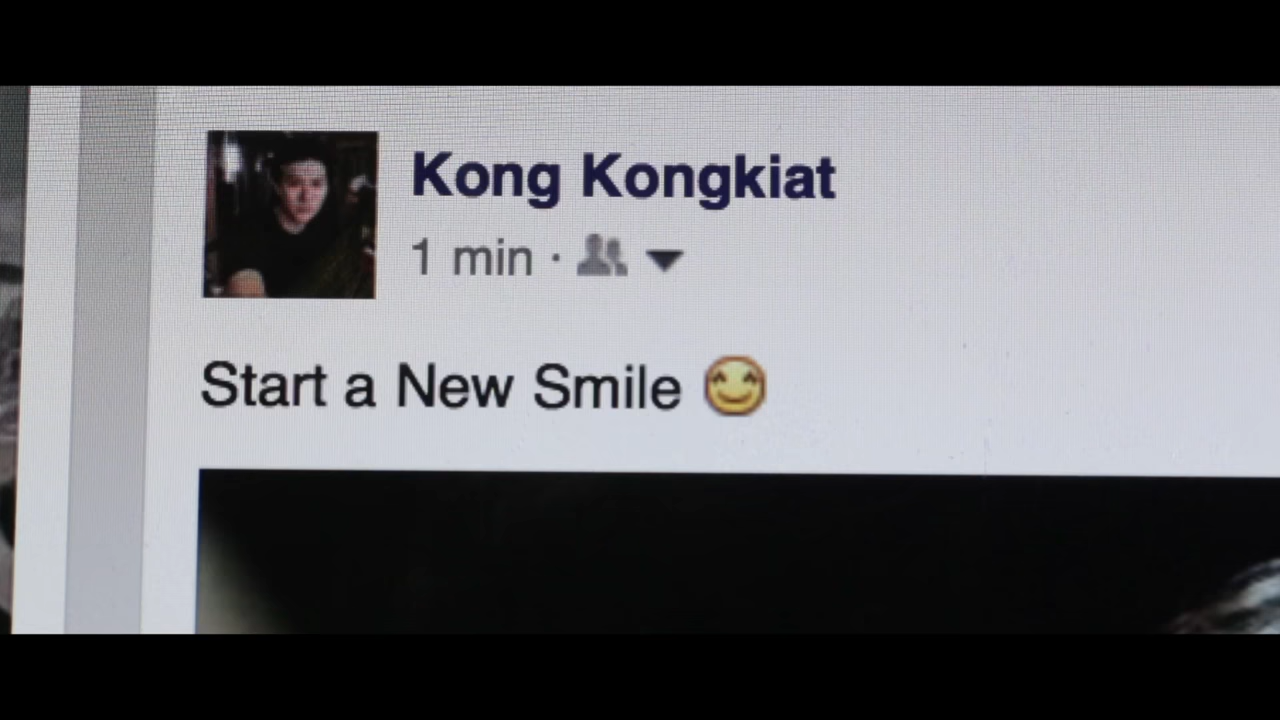 Kong Kongkiat
1 min ·
Start a New Smile 😊